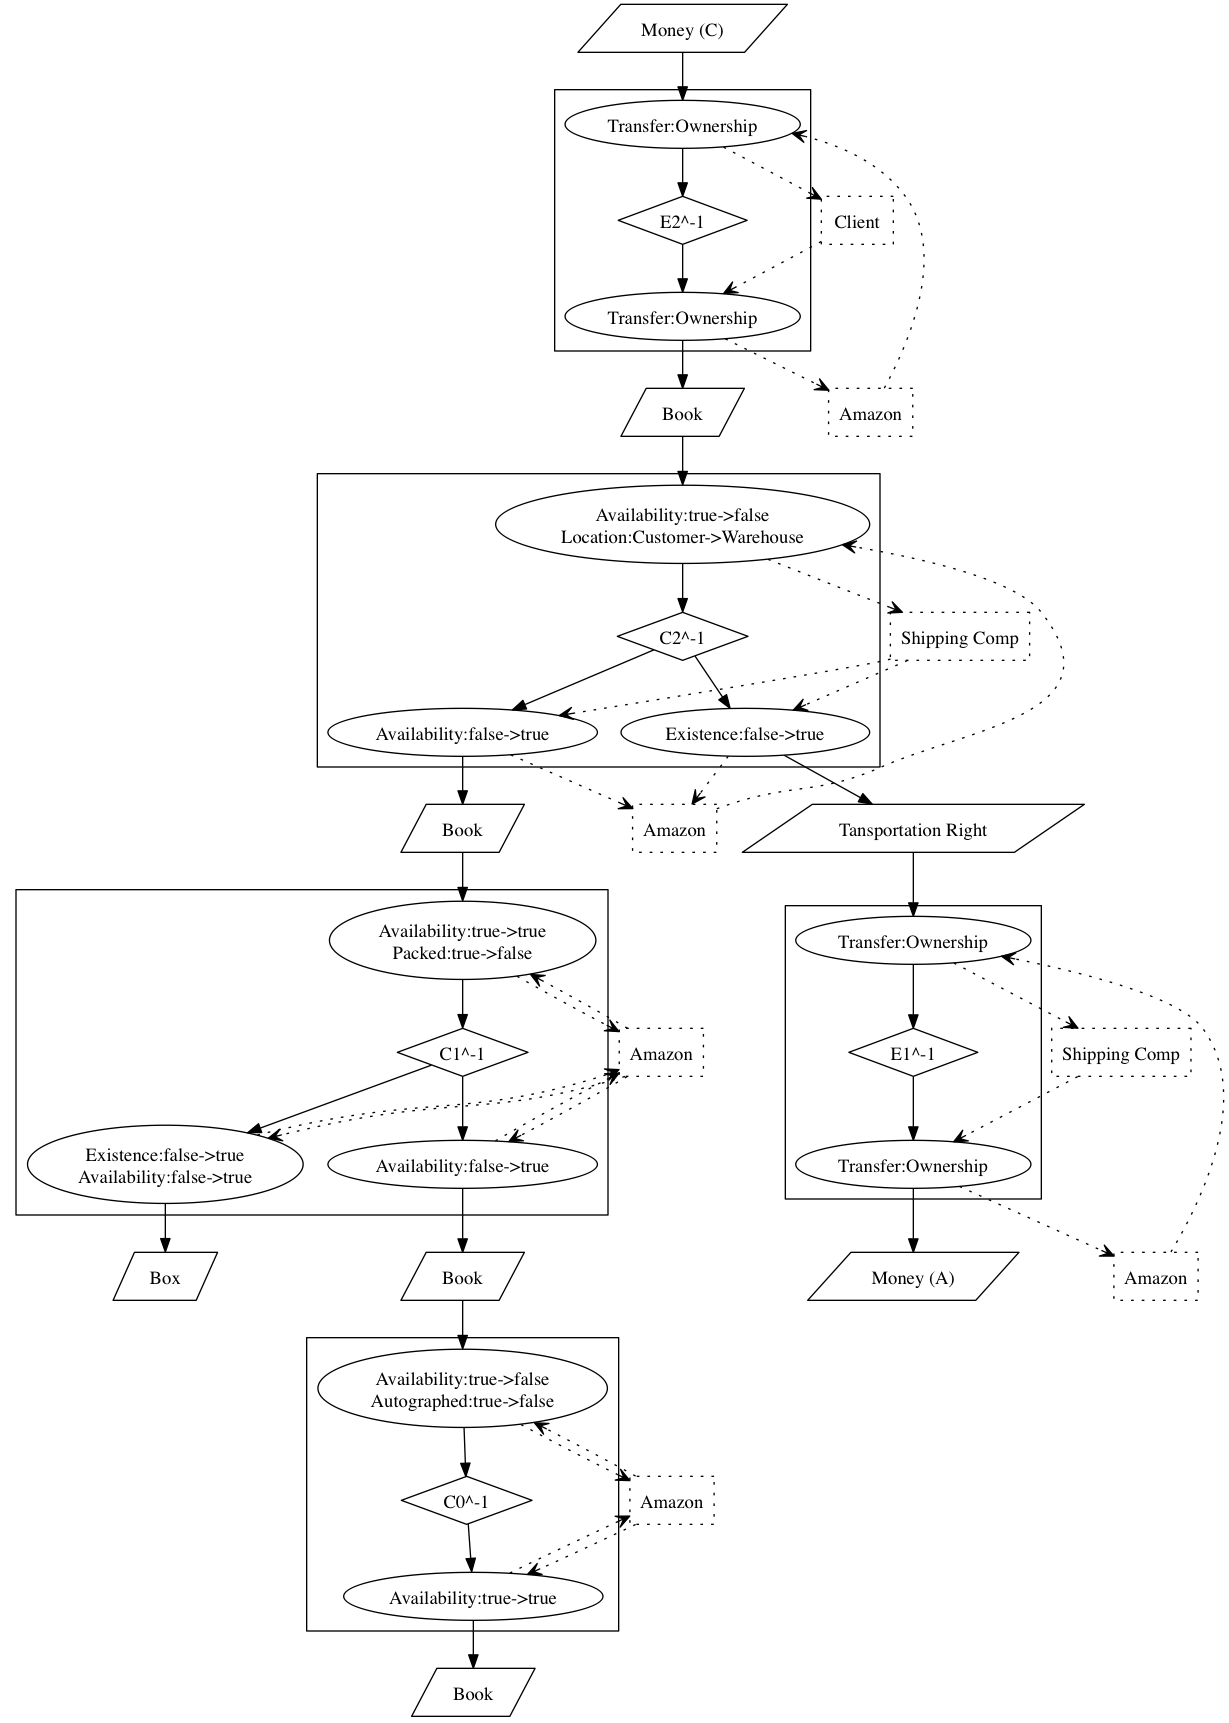 Money (C)
Transfer:Ownership
E2^-1
Client
Transfer:Ownership
Book
Amazon
Availability:true->false
Location:Customer->Warehouse
C2^-1
Shipping Comp
Availability:false->true
Existence:false->true
Book
Amazon
Tansportation Right
Availability:true->true
Packed:true->false
Transfer:Ownership
C1^-1
Amazon
E1^-1
Shipping Comp
Existence:false->true
Availability:false->true
Availability:false->true
Transfer:Ownership
Box
Book
Money (A)
Amazon
Availability:true->false
Autographed:true->false
C0^-1
Amazon
Availability:true->true
Book